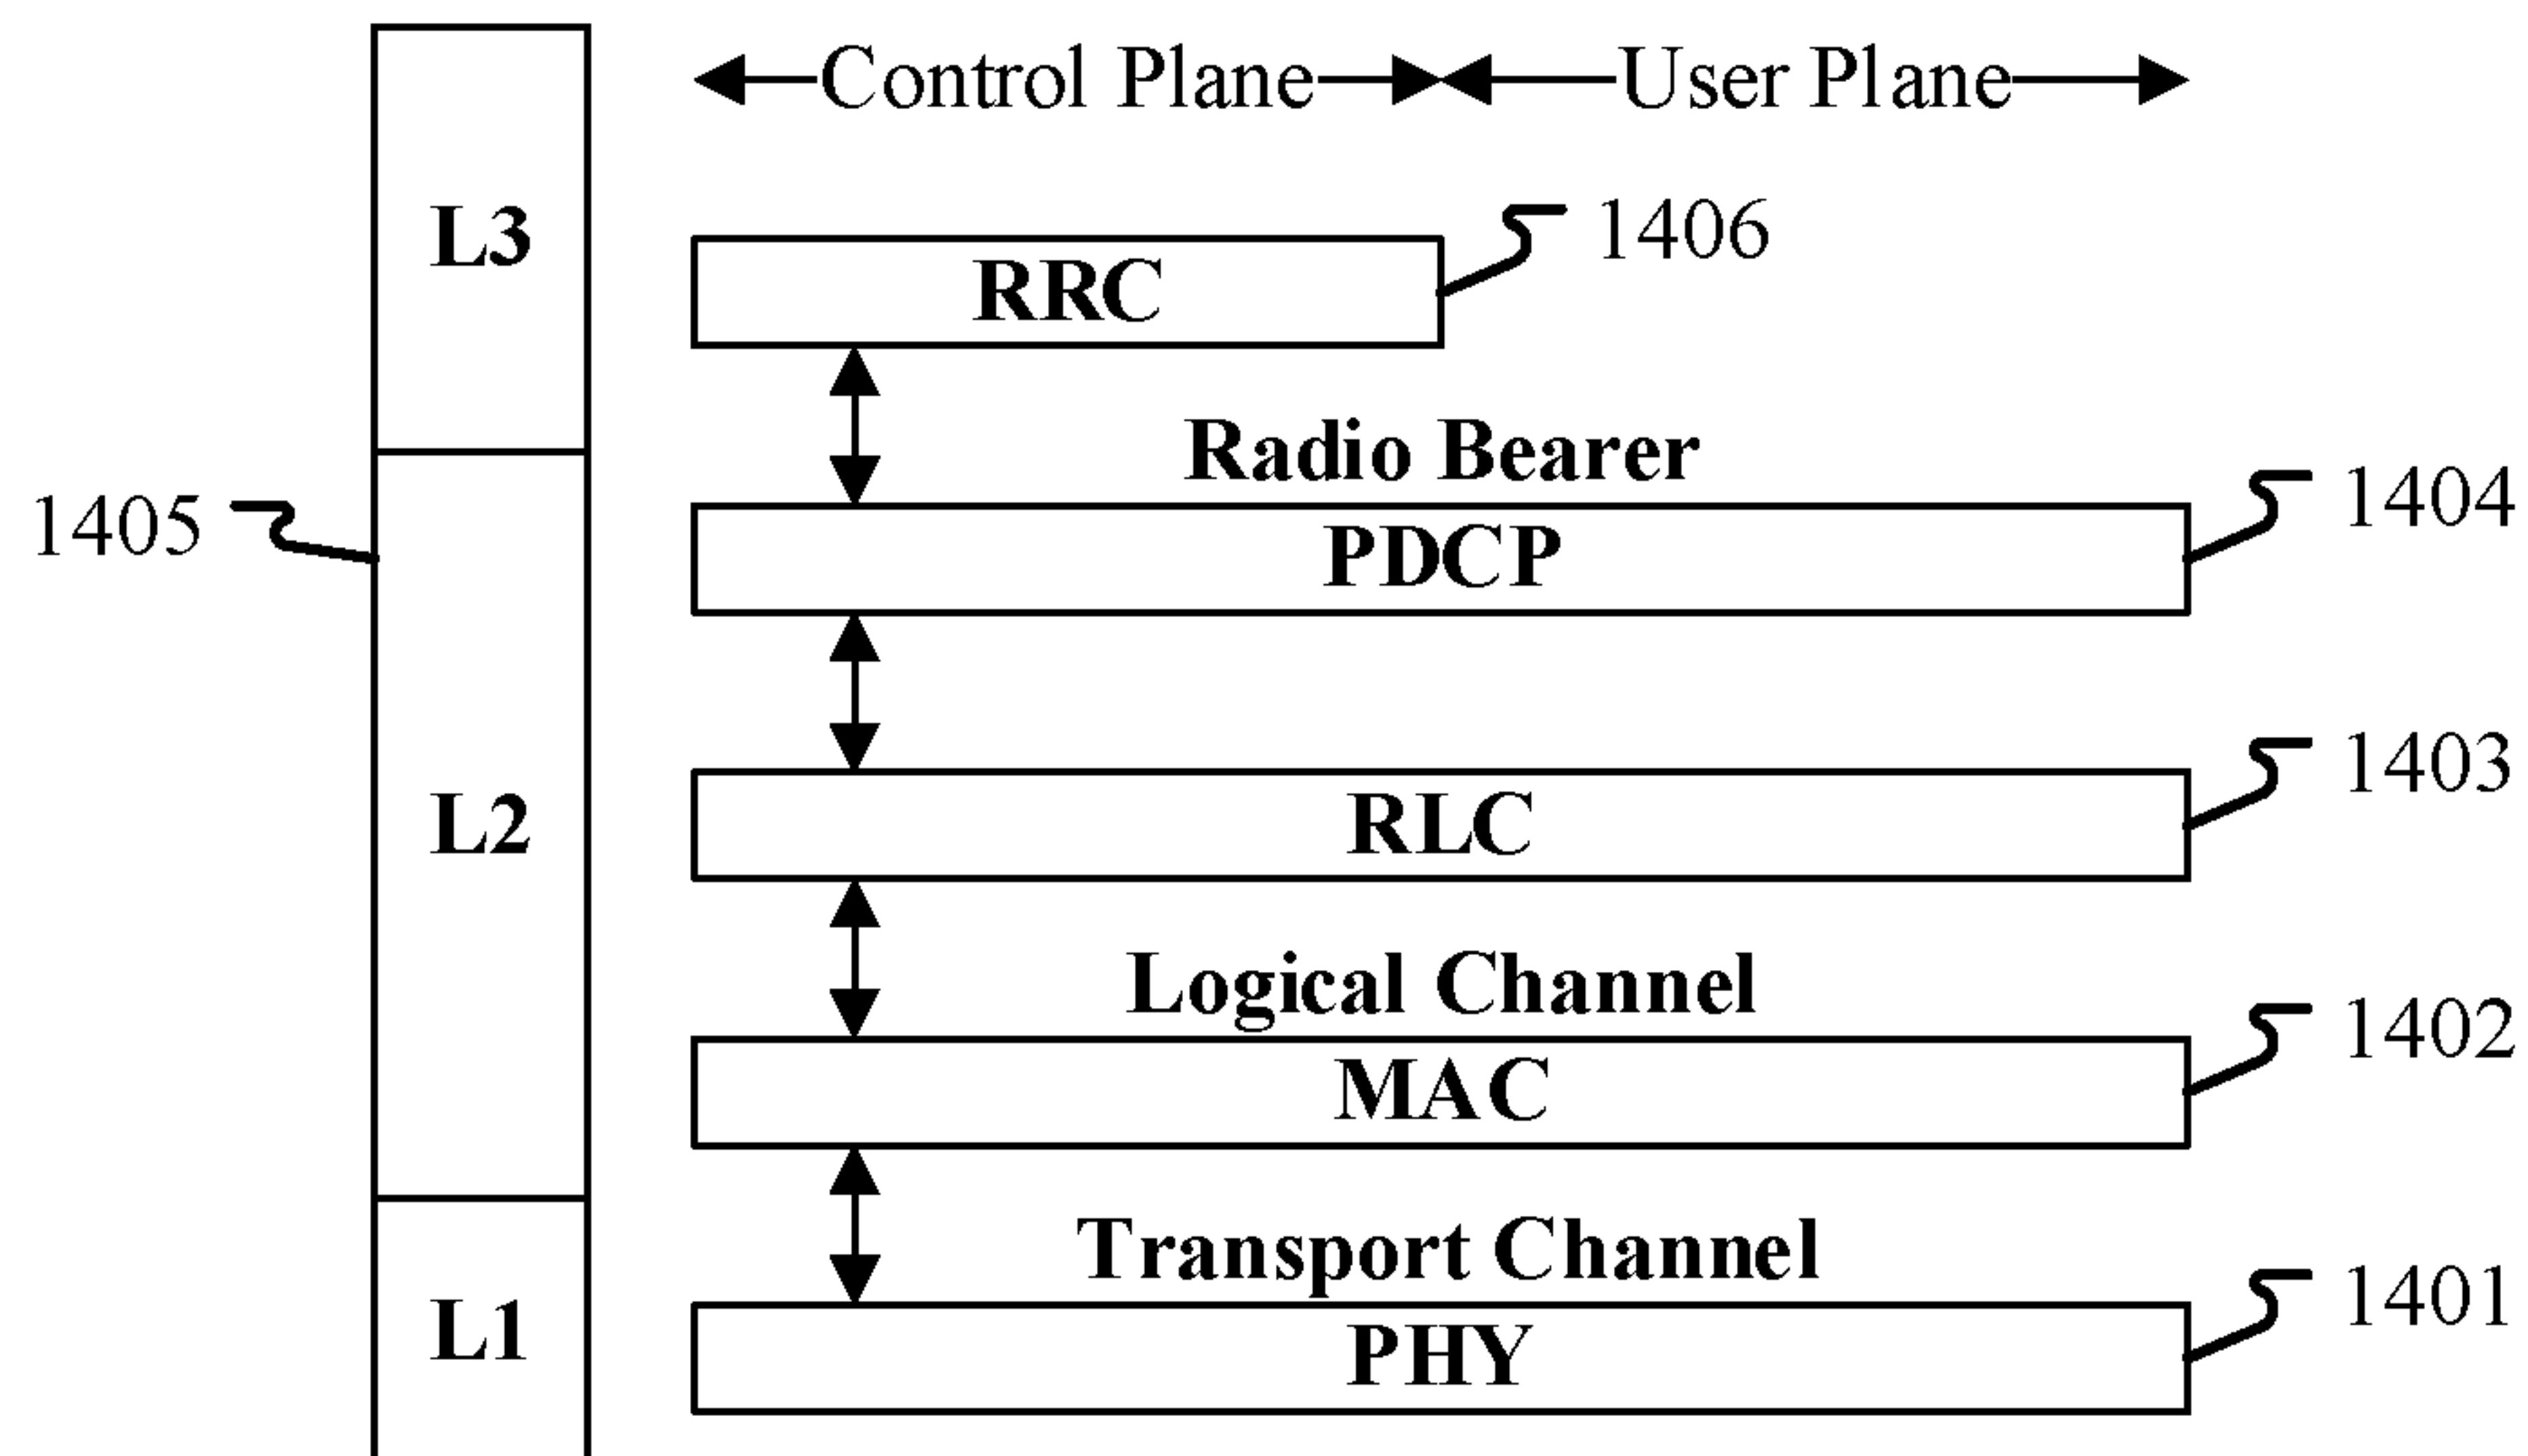 Control Plane User Plane
L3
1406
RRC
Radio Bearer
1405
1404
PDCP
1403
L2
RLC
Logical Channel
1402
MAC
Transport Channel
1401
L1
PHY